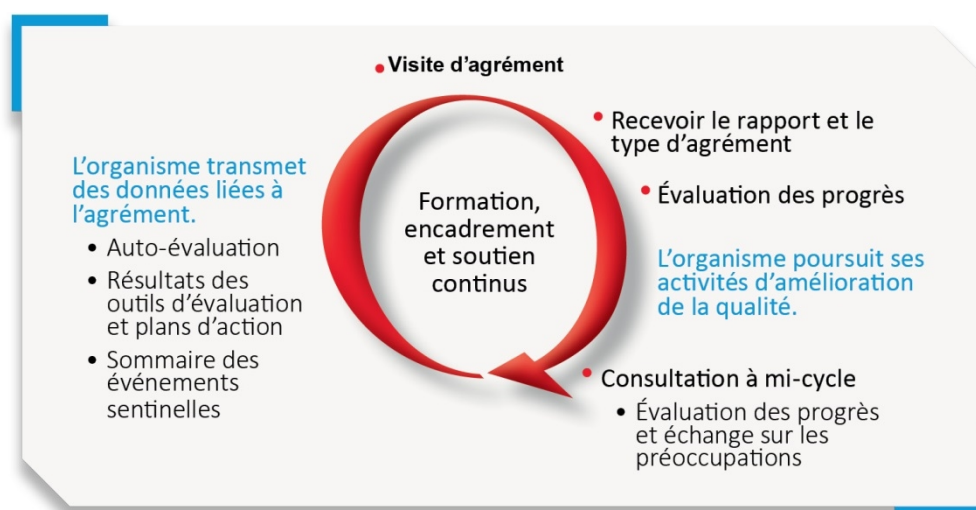 • Visite d’agrément
• Recevoir le rapport et le
type d’agrément
• Évaluation des progrès
L’organisme poursuit ses
activités d’amélioration
de la qualité.
• Consultation à mi-cycle
• Évaluation des progrès
et échange sur les
préoccupations
L’organisme transmet
des données liées à
l’agrément.
• Auto-évaluation
• Résultats des
outils d’évaluation
et plans d’action
• Sommaire des
événements
sentinelles
Formation,
encadrement
et soutien
continus